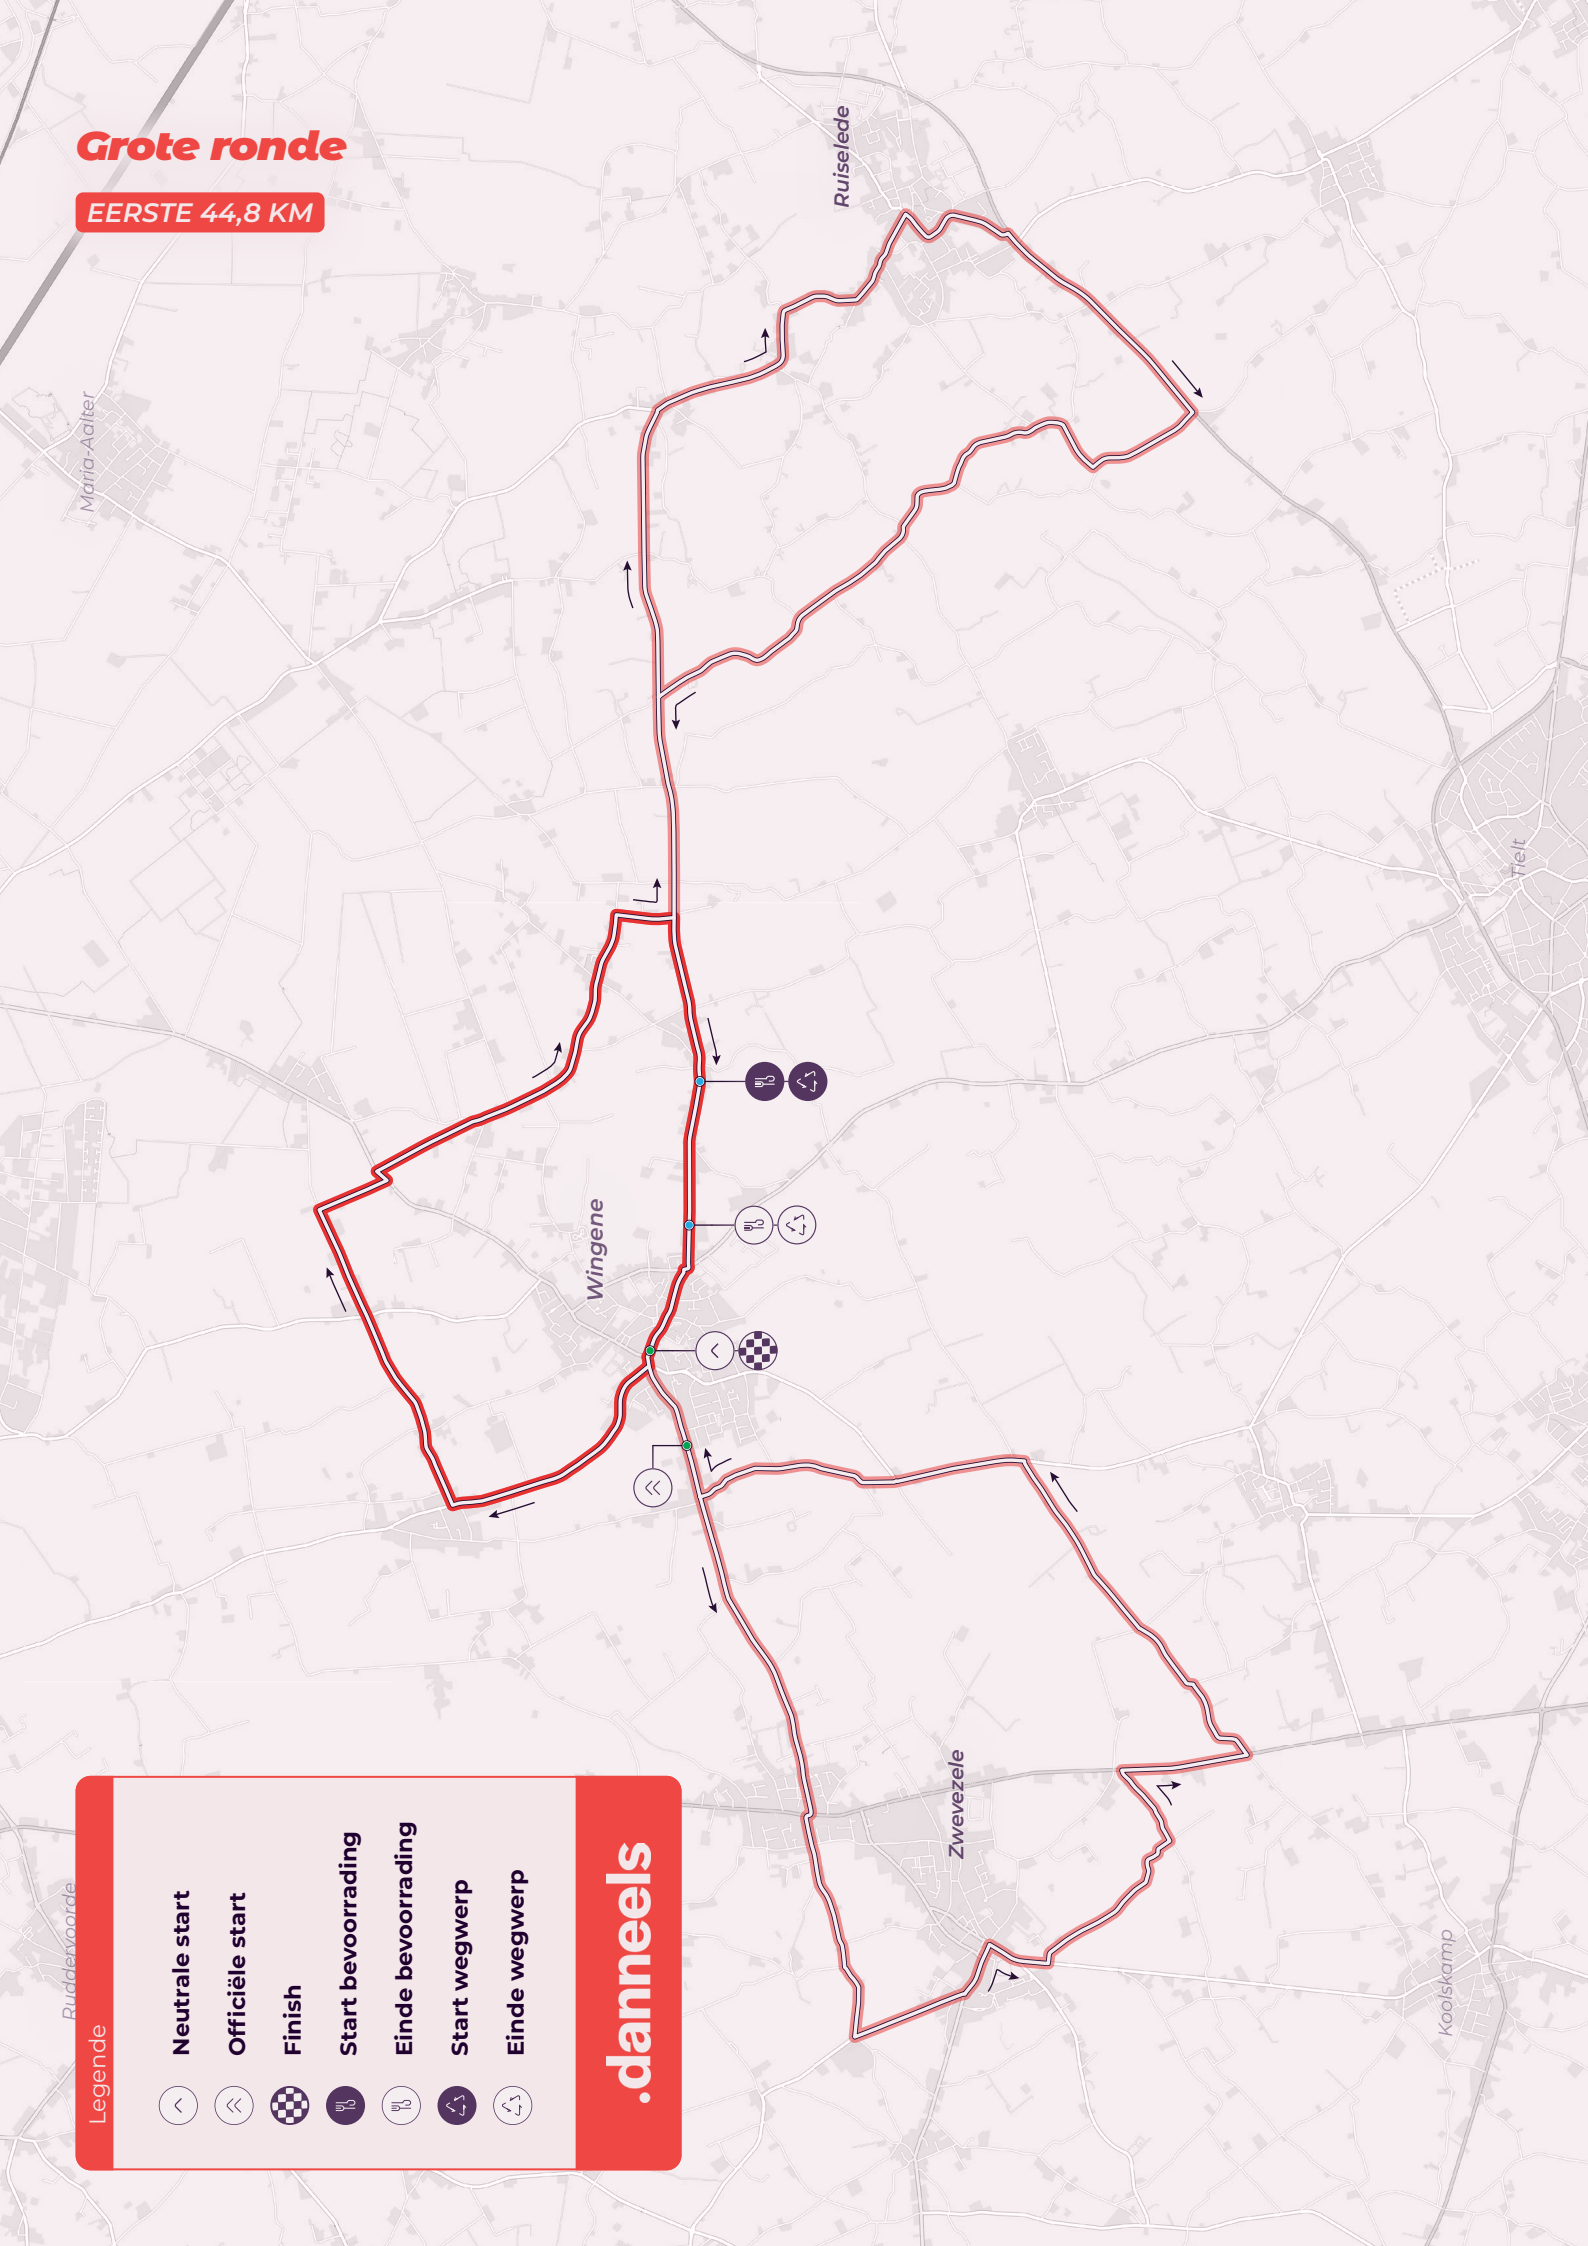 Grote ronde
EERSTE 44,8 KM
Ruiselede
Maria-Aalter
Tielt
Wingene
Zwevezele
Ruddervoorde
Koolskamp
Legende
Neutrale start
Officiële start
Finish
Start bevoorrading
Einde bevoorrading
Start wegwerp
Einde wegwerp
.danneels